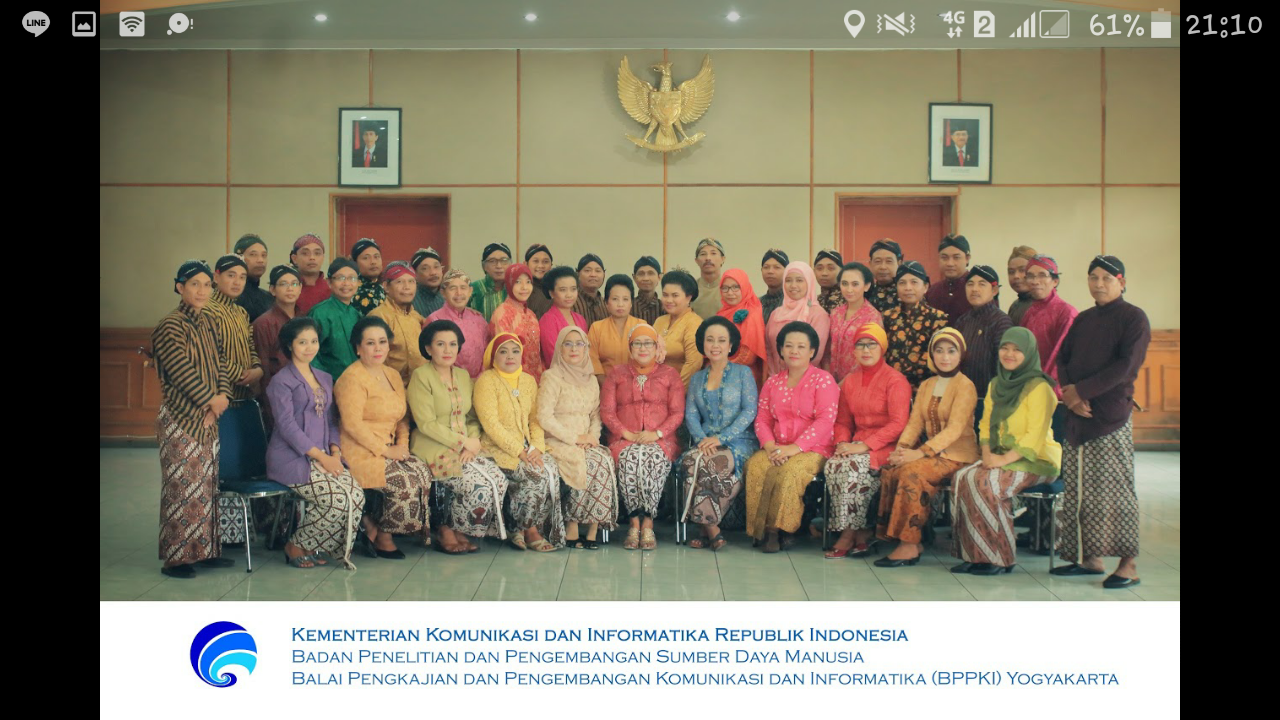 LINE 4G 2 61% 21:10
KEMENTERIAN KOMUNIKASI DAN INFORMATIKA REPUBLIK INDONESIA
BADAN PENELITIAN DAN PENGEMBANGAN SUMBER DAYA MANUSIA
BALAI PENGKAJIAN DAN PENGEMBANGAN KOMUNIKASI DAN INFORMATIKA (BPPKI) YOGYAKARTA